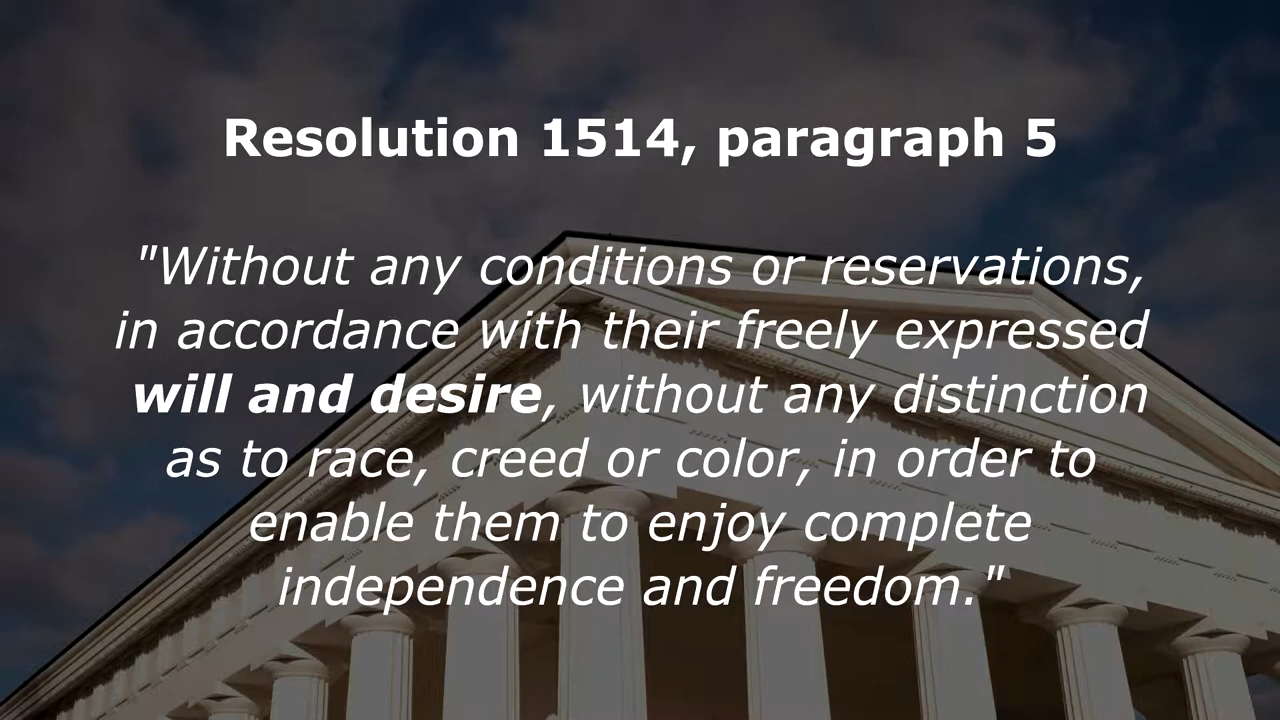 Resolution 1514, paragraph 5
"Without any conditions or reservations,
in accordance with their freely expressed
will and desire, without any distinction
as to race, creed or color, in order to
enable them to enjoy complete
independence and freedom."